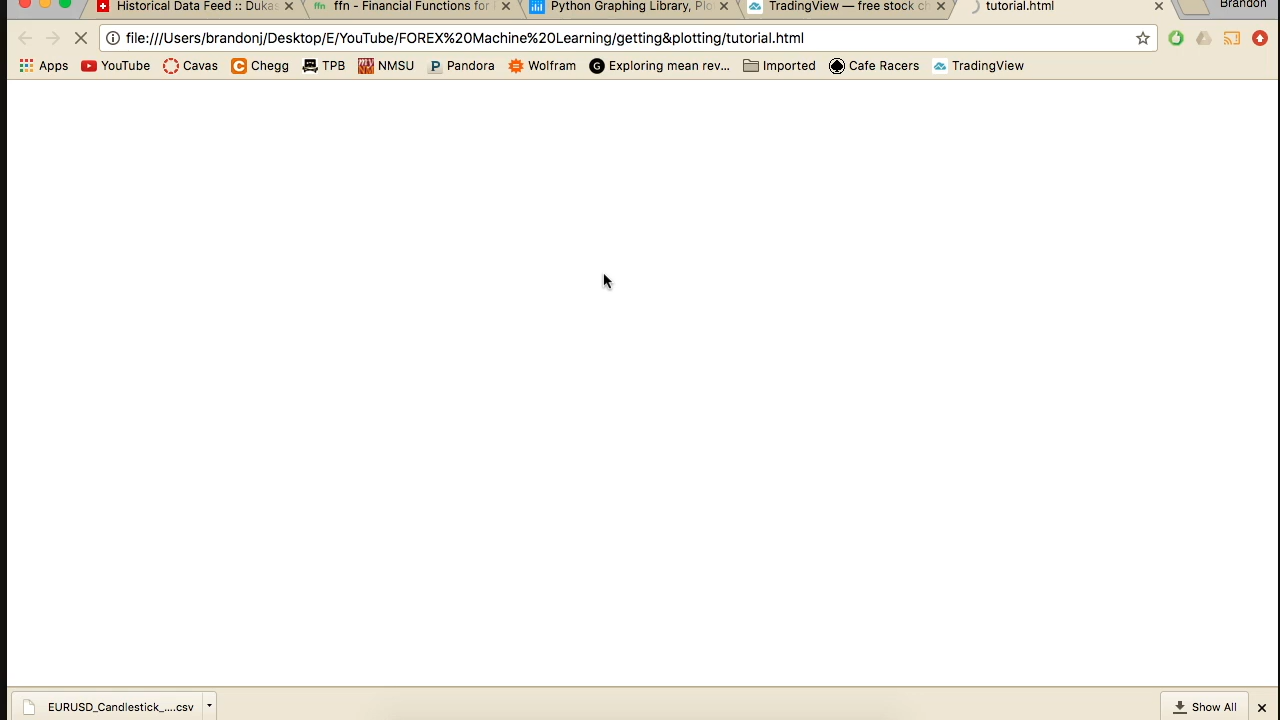 Historical Data Feed :: Duka
ffn - Financial Functions for
Python Graphing Library, Plo
TradingView — free stock ch
tutorial.html
Brandon
file:///Users/brandonj/Desktop/E/YouTube/FOREX%20Machine%20Learning/getting&plotting/tutorial.html
Apps YouTube Cavas Chegg TPB NMSU Pandora Wolfram Exploring mean rev... Imported Cafe Racers TradingView
EURUSD_Candlestick_....csv
Show All